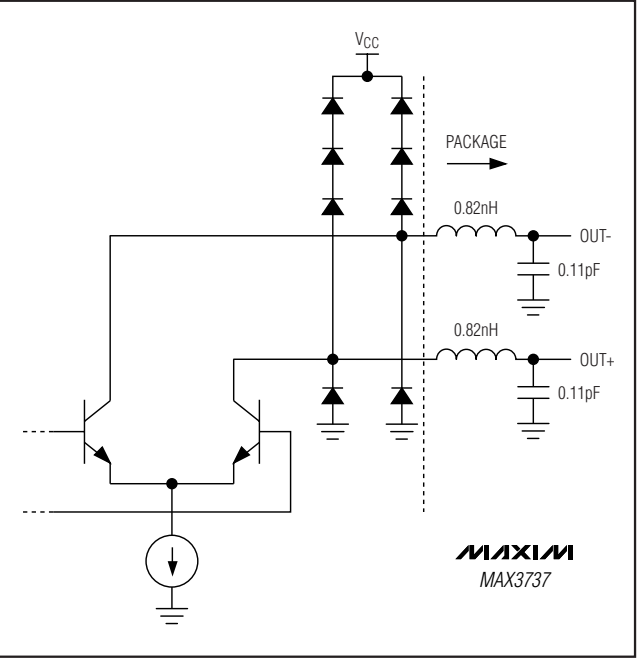 VCC
PACKAGE
0.82nH
OUT-
0.11pF
0.82nH
OUT+
0.11pF
MAXIM
MAX3737